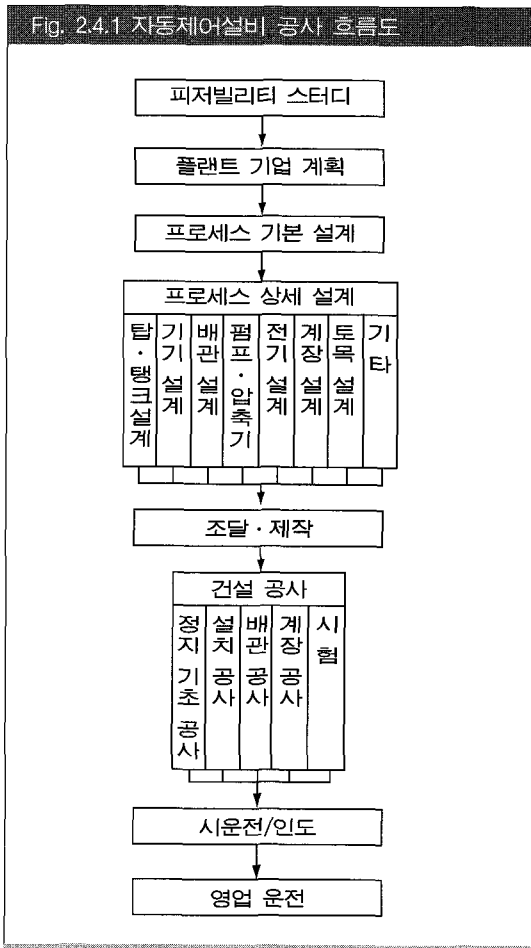 Fig. 2.4.1 자동제어설비 공사 흐름도
피저빌리티 스터디
플랜트 기업 계획
프로세스 기본 설계
프로세스 상세 설계
탑·탱크설계
기기 설계
배관 설계
펌프·압축기
전기 설계
계장 설계
토목 설계
기타
조달·제작
건설 공사
정지 기초 공사
설치 공사
배관 공사
계장 공사
시험
시운전/인도
영업 운전